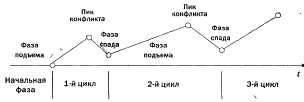 Пик
конфликта
Пик
конфликта
Фаза
подъема
Фаза
спада
Фаза
подъема
Фаза
спада
t
Начальная
фаза
1-й цикл
2-й цикл
3-й цикл